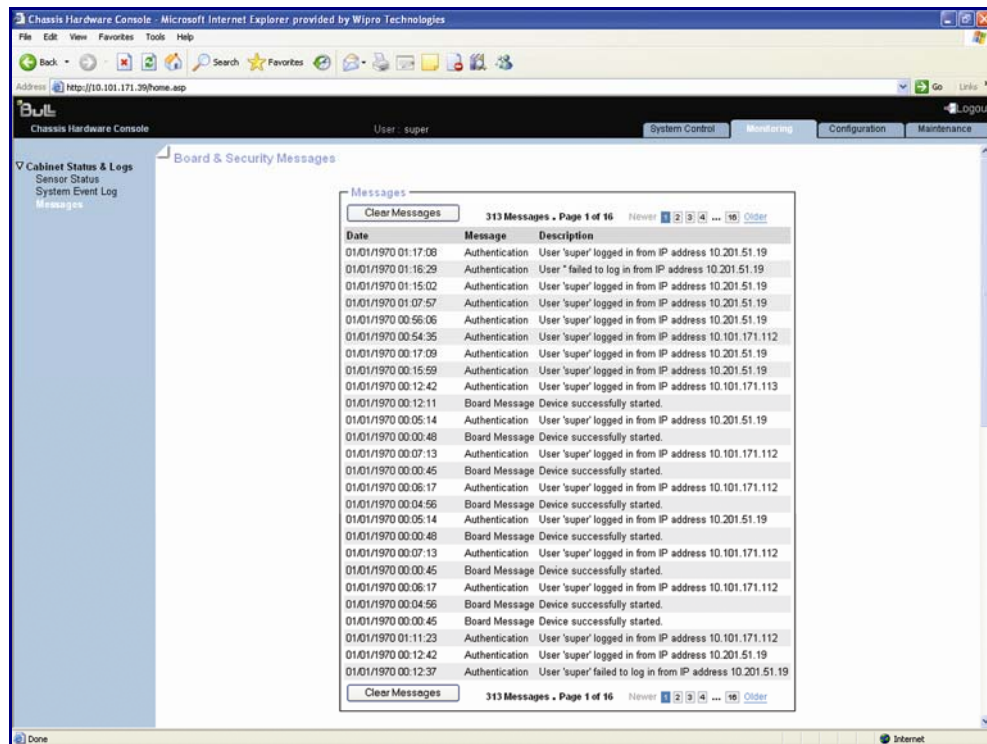 Chassis Hardware Console - Microsoft Internet Explorer provided by Wipro Technologies
File Edit View Favorites Tools Help
Back Search Favorites
Address http://10.101.171.39/home.asp Go Links
Bull Logou
Chassis Hardware Console User : super System Control Monitoring Configuration Maintenance
Cabinet Status & Logs
Sensor Status
System Event Log
Messages
Board & Security Messages
Messages
Clear Messages 313 Messages . Page 1 of 16 Newer 1 2 3 4 ... 16 Older
Date Message Description
01/01/1970 01:17:08 Authentication User 'super' logged in from IP address 10.201.51.19
01/01/1970 01:16:29 Authentication User '' failed to log in from IP address 10.201.51.19
01/01/1970 01:15:02 Authentication User 'super' logged in from IP address 10.201.51.19
01/01/1970 01:07:57 Authentication User 'super' logged in from IP address 10.201.51.19
01/01/1970 00:56:06 Authentication User 'super' logged in from IP address 10.201.51.19
01/01/1970 00:54:35 Authentication User 'super' logged in from IP address 10.101.171.112
01/01/1970 00:17:09 Authentication User 'super' logged in from IP address 10.201.51.19
01/01/1970 00:15:59 Authentication User 'super' logged in from IP address 10.201.51.19
01/01/1970 00:12:42 Authentication User 'super' logged in from IP address 10.101.171.113
01/01/1970 00:12:11 Board Message Device successfully started.
01/01/1970 00:05:14 Authentication User 'super' logged in from IP address 10.201.51.19
01/01/1970 00:00:48 Board Message Device successfully started.
01/01/1970 00:07:13 Authentication User 'super' logged in from IP address 10.101.171.112
01/01/1970 00:00:45 Board Message Device successfully started.
01/01/1970 00:06:17 Authentication User 'super' logged in from IP address 10.101.171.112
01/01/1970 00:04:56 Board Message Device successfully started.
01/01/1970 00:05:14 Authentication User 'super' logged in from IP address 10.201.51.19
01/01/1970 00:00:48 Board Message Device successfully started.
01/01/1970 00:07:13 Authentication User 'super' logged in from IP address 10.101.171.112
01/01/1970 00:00:45 Board Message Device successfully started.
01/01/1970 00:06:17 Authentication User 'super' logged in from IP address 10.101.171.112
01/01/1970 00:04:56 Board Message Device successfully started.
01/01/1970 00:00:45 Board Message Device successfully started.
01/01/1970 01:11:23 Authentication User 'super' logged in from IP address 10.101.171.112
01/01/1970 00:12:42 Authentication User 'super' logged in from IP address 10.201.51.19
01/01/1970 00:12:37 Authentication User 'super' failed to log in from IP address 10.201.51.19
Clear Messages 313 Messages . Page 1 of 16 Newer 1 2 3 4 ... 16 Older
Done Internet